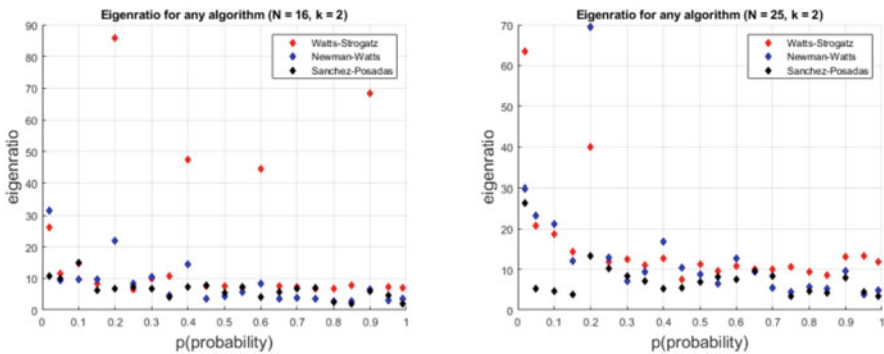 Eigenratio for any algorithm (N = 16, k = 2)
90
80
70
60
50
40
30
20
10
0
eigenratio
Watts-Strogatz
Newman-Watts
Sanchez-Posadas
0 0.1 0.2 0.3 0.4 0.5 0.6 0.7 0.8 0.9 1
p(probability)
Eigenratio for any algorithm (N = 25, k = 2)
70
60
50
40
30
20
10
0
eigenratio
Watts-Strogatz
Newman-Watts
Sanchez-Posadas
0 0.1 0.2 0.3 0.4 0.5 0.6 0.7 0.8 0.9 1
p(probability)